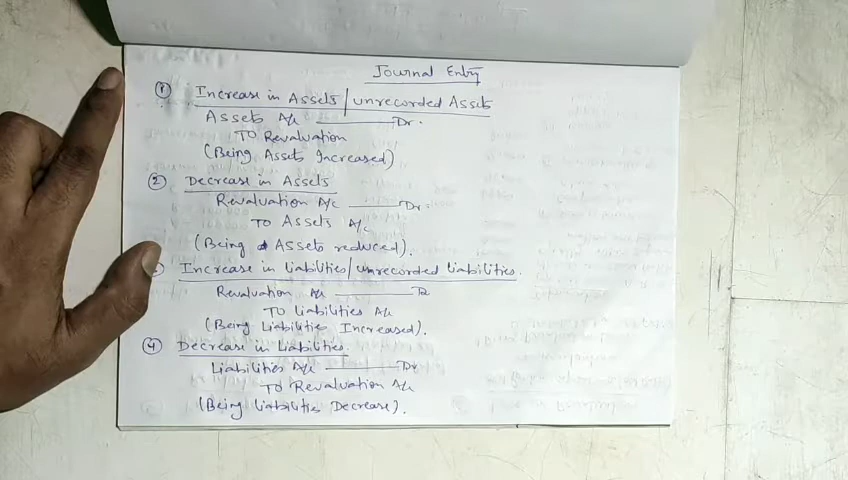 Journal Entry
① Increase in Assets / unrecorded Assets
Assets A/c ——— Dr.
To Revaluation
(Being Assets Increased)
② Decrease in Assets
Revaluation A/c ——— Dr.
To Assets A/c
(Being Assets reduced).
Increase in liabilities / unrecorded liabilities.
Revaluation A/c ——— Dr
To Liabilities A/c
(Being Liabilities Increased).
④ Decrease in Liabilities.
Liabilities A/c ——— Dr
To Revaluation A/c
(Being Liabilities Decrease).